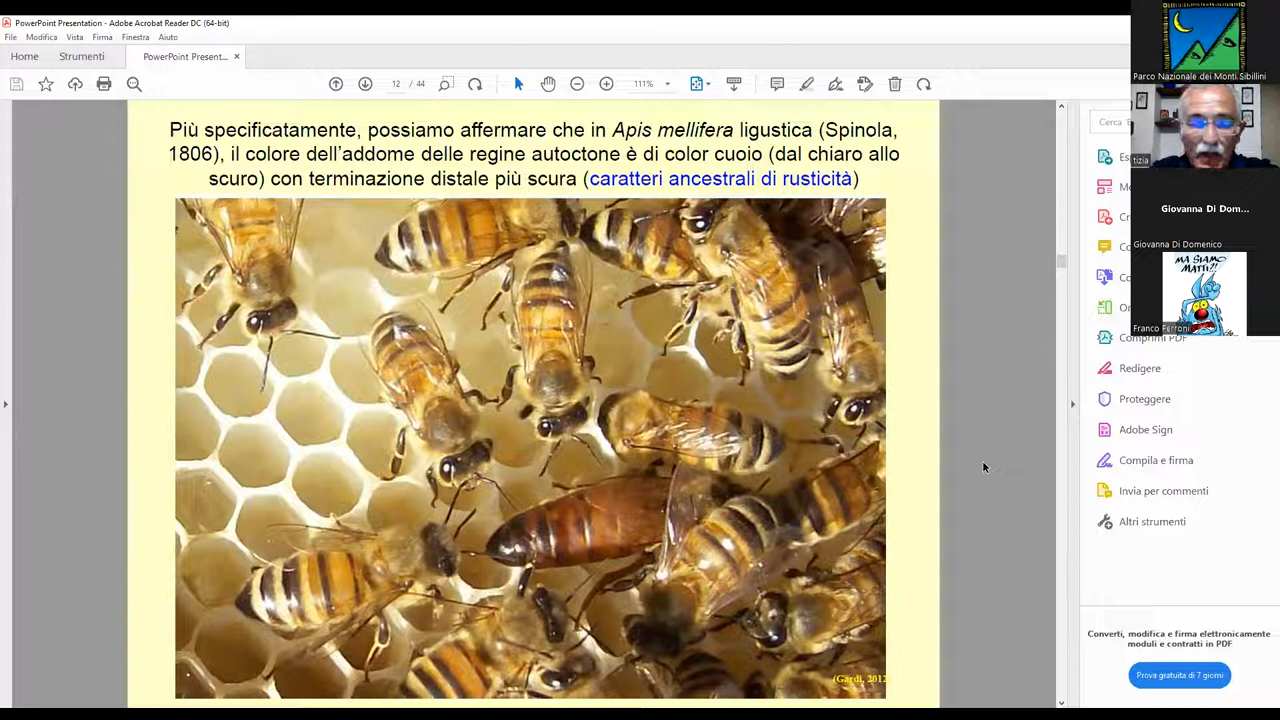 PowerPoint Presentation - Adobe Acrobat Reader DC (64-bit)
File Modifica Vista Firma Finestra Aiuto
Home Strumenti PowerPoint Present... ×
12 / 44 111%
Più specificatamente, possiamo affermare che in Apis mellifera ligustica (Spinola,
1806), il colore dell'addome delle regine autoctone è di color cuoio (dal chiaro allo
scuro) con terminazione distale più scura (caratteri ancestrali di rusticità)
(Gardi, 2012
Cerca
Comprimi PDF
Redigere
Proteggere
Adobe Sign
Compila e firma
Invia per commenti
Altri strumenti
Converti, modifica e firma elettronicamente
moduli e contratti in PDF
Prova gratuita di 7 giorni
Parco Nazionale dei Monti Sibillini
tizia
Giovanna Di Dom...
Giovanna Di Domenico
MA SIAMO
MATTI?!
Franco Ferroni